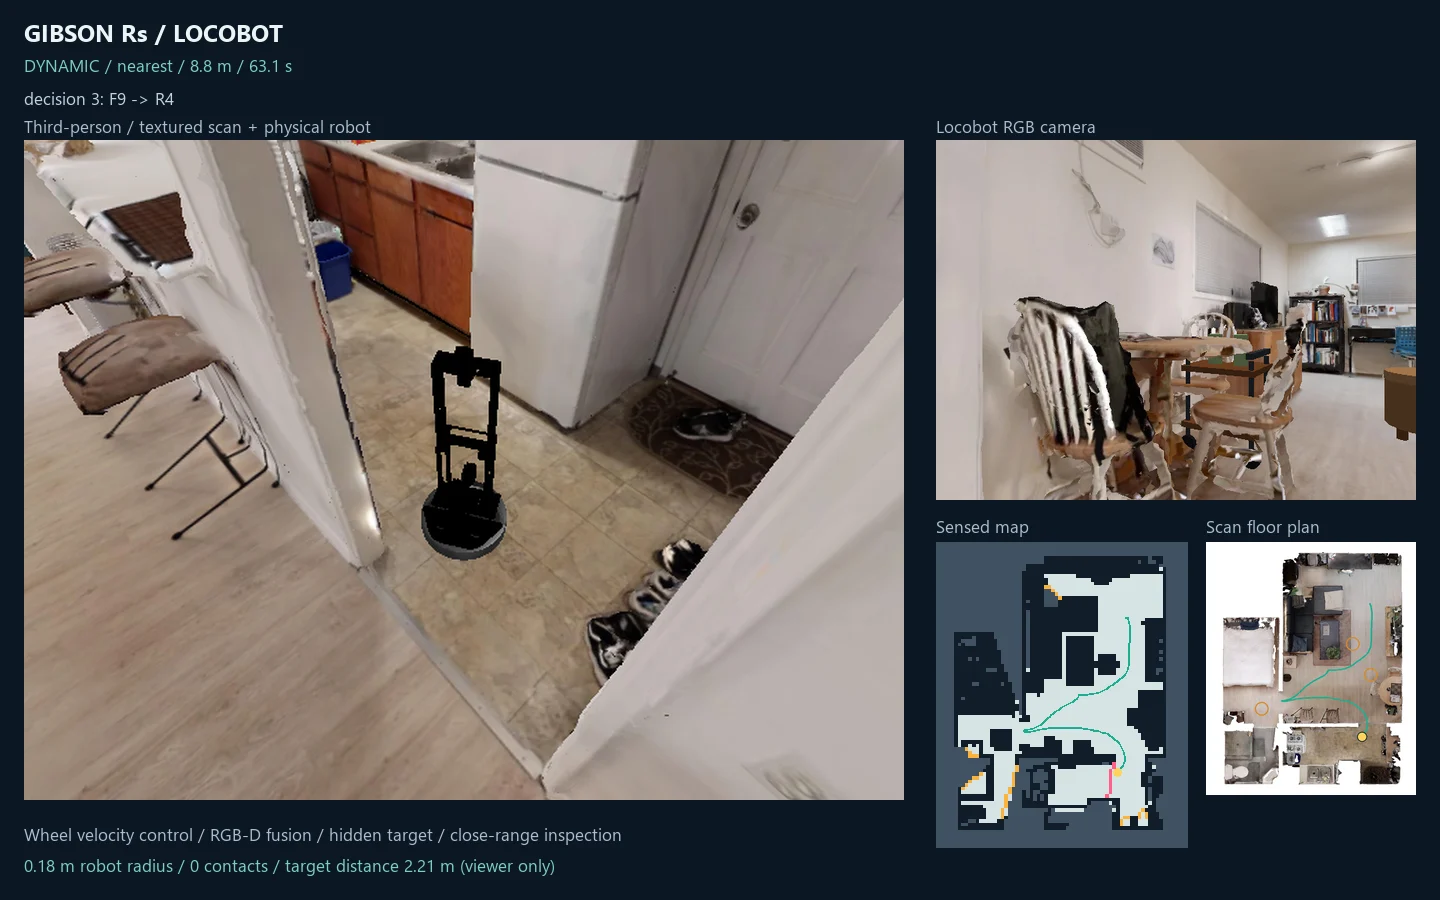 GIBSON Rs / LOCOBOT
DYNAMIC / nearest / 8.8 m / 63.1 s
decision 3: F9 -> R4
Third-person / textured scan + physical robot
Locobot RGB camera
Sensed map
Scan floor plan
Wheel velocity control / RGB-D fusion / hidden target / close-range inspection
0.18 m robot radius / 0 contacts / target distance 2.21 m (viewer only)